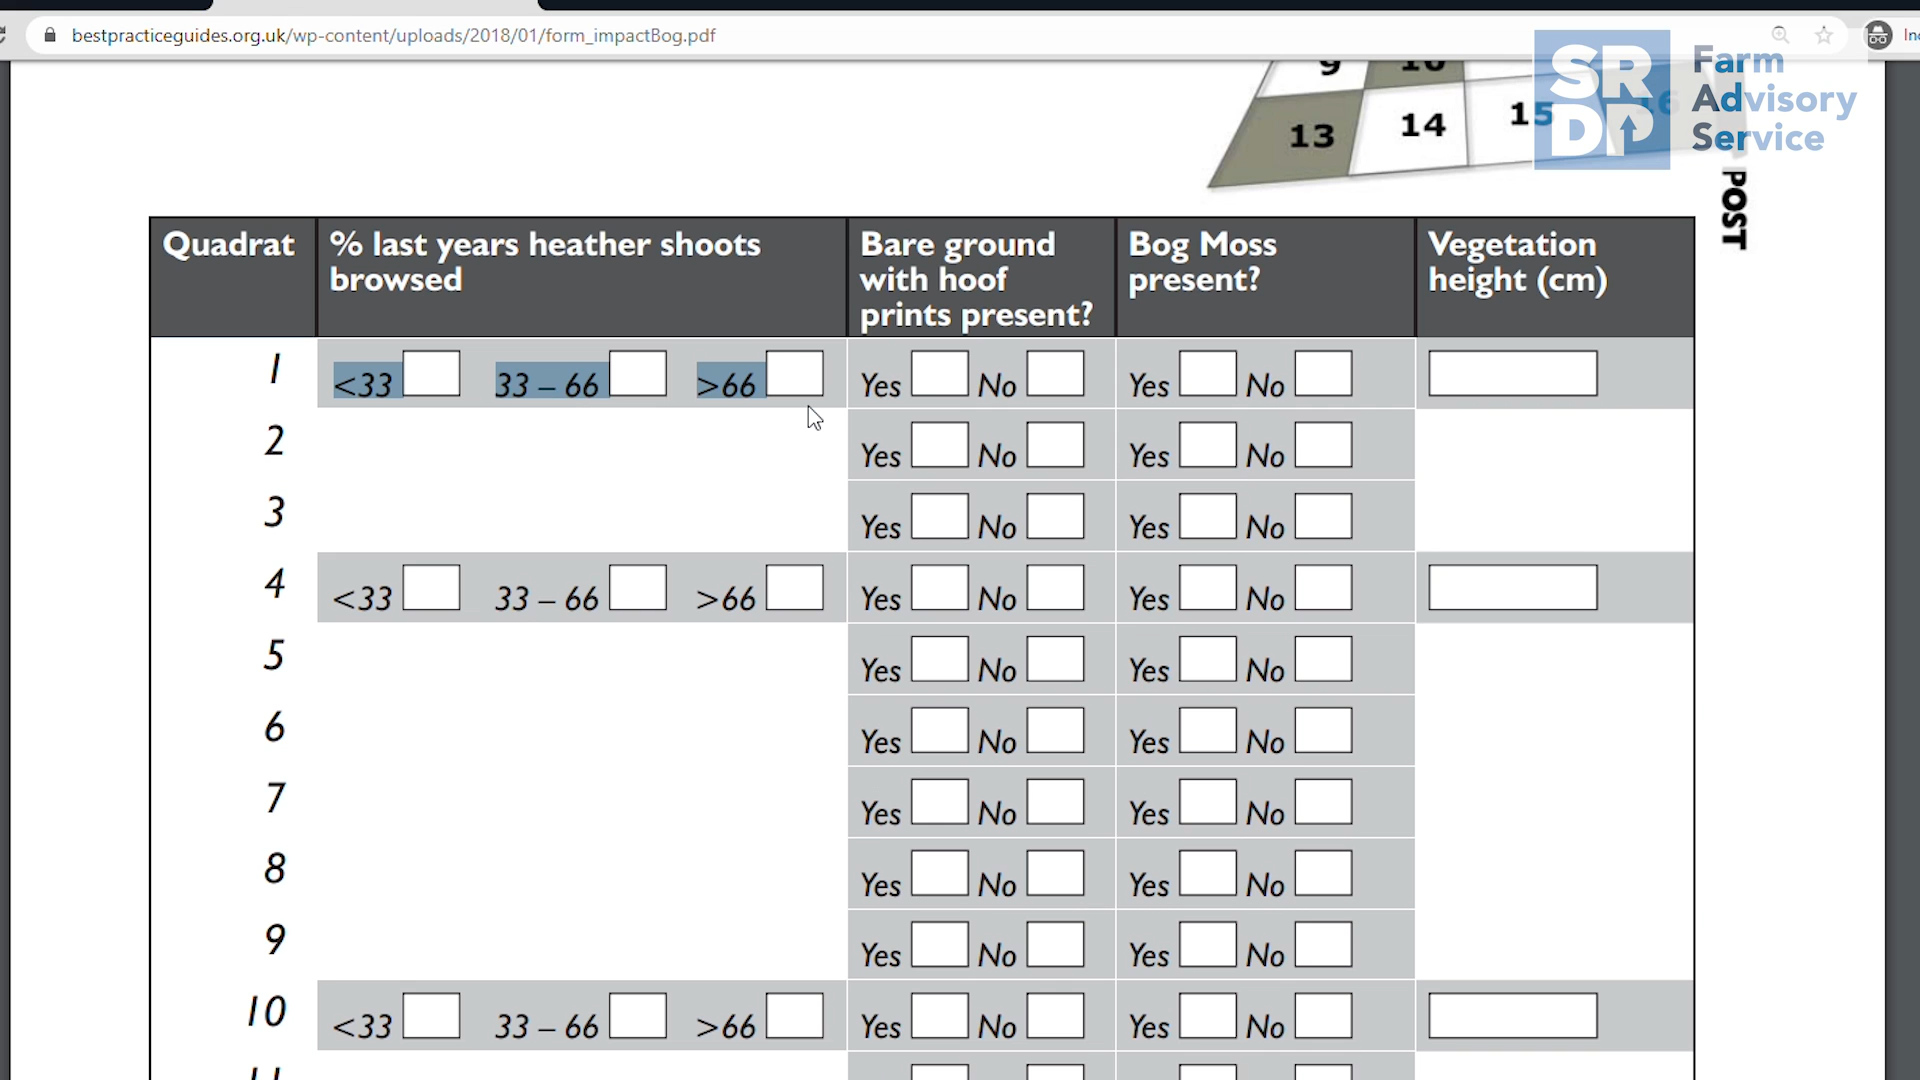 bestpracticeguides.org.uk/wp-content/uploads/2018/01/form_impactBog.pdf
SRDP
Farm
Advisory
Service
9 10
13 14 15 16
POST
Quadrat % last years heather shoots browsed Bare ground with hoof prints present? Bog Moss present? Vegetation height (cm)
1 <33 33 – 66 >66 Yes No Yes No
2 Yes No Yes No
3 Yes No Yes No
4 <33 33 – 66 >66 Yes No Yes No
5 Yes No Yes No
6 Yes No Yes No
7 Yes No Yes No
8 Yes No Yes No
9 Yes No Yes No
10 <33 33 – 66 >66 Yes No Yes No